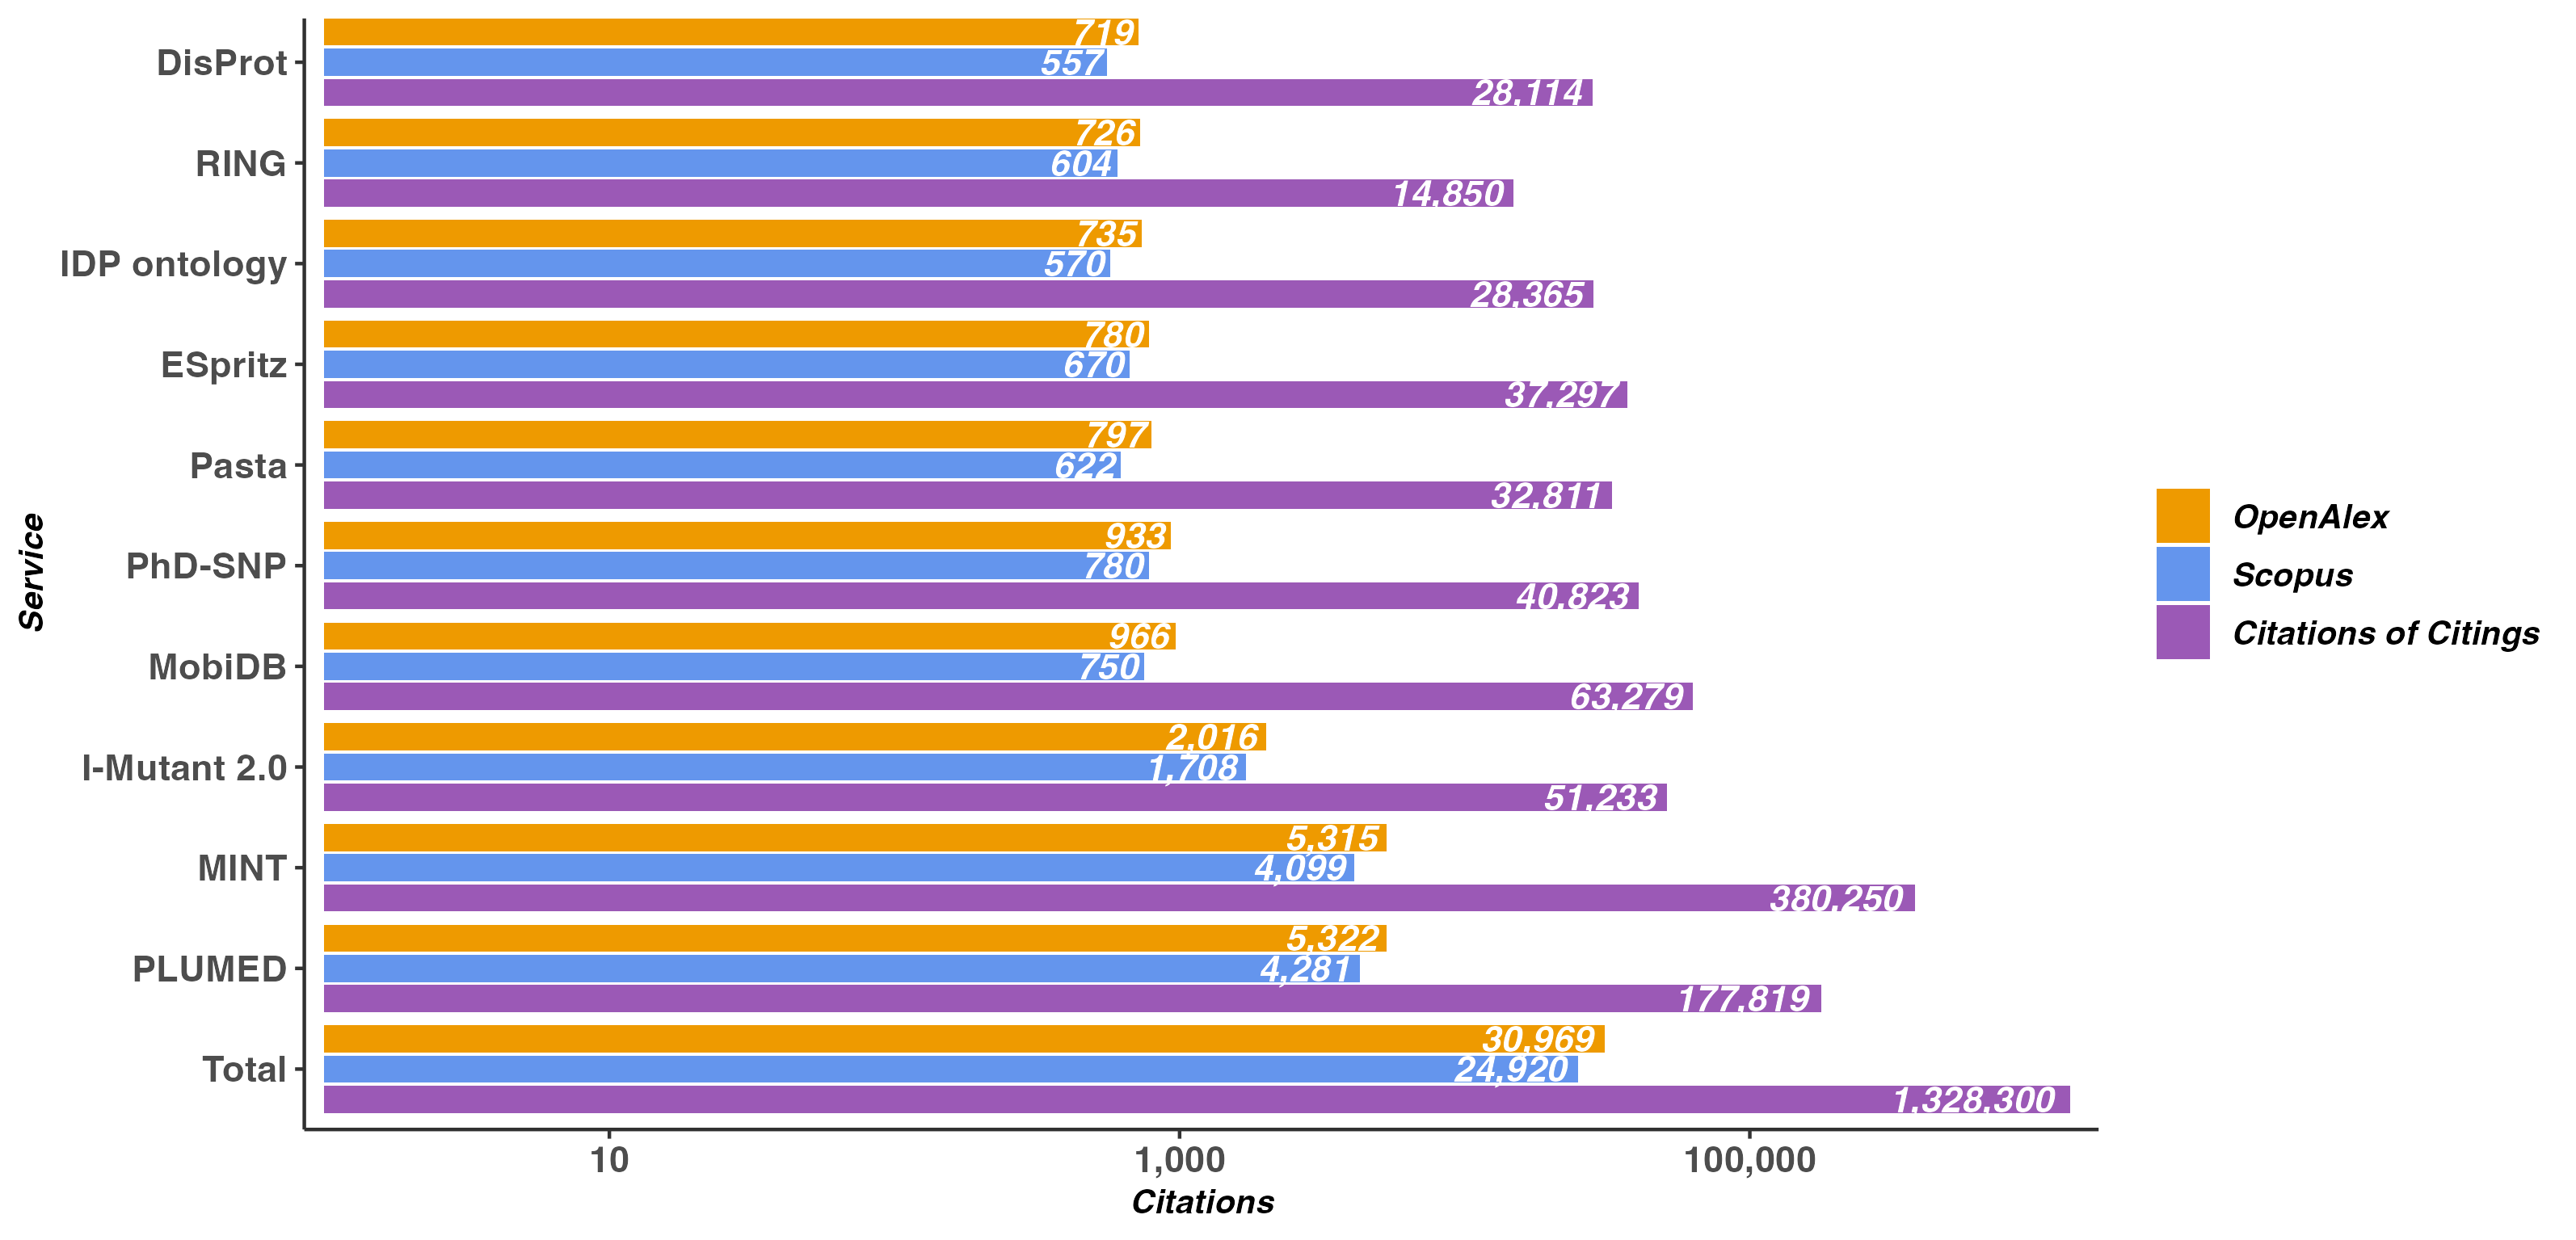 DisProt
719
557
28,114
RING
726
604
14,850
IDP ontology
735
570
28,365
ESpritz
780
670
37,297
Pasta
797
622
32,811
PhD-SNP
933
780
40,823
MobiDB
966
750
63,279
I-Mutant 2.0
2,016
1,708
51,233
MINT
5,315
4,099
380,250
PLUMED
5,322
4,281
177,819
Total
30,969
24,920
1,328,300
10
1,000
100,000
Citations
Service
OpenAlex
Scopus
Citations of Citings